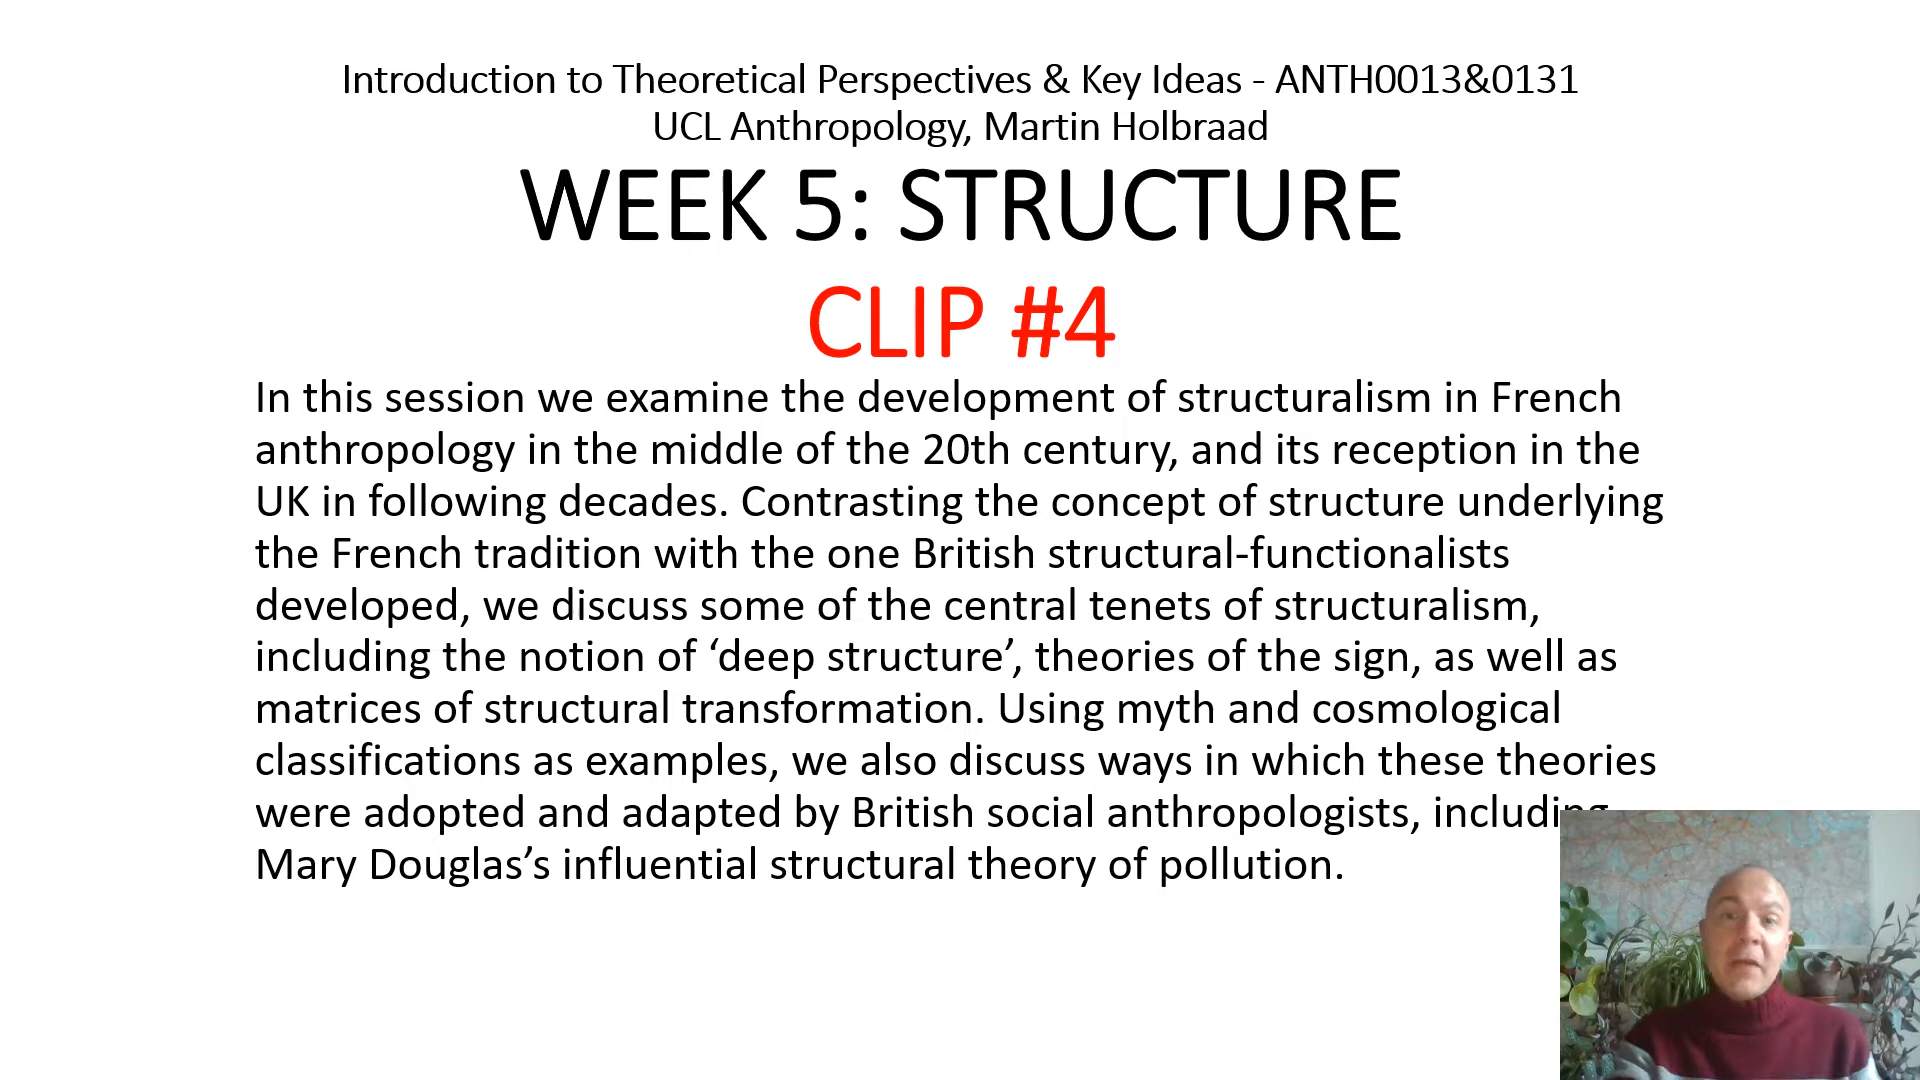 Introduction to Theoretical Perspectives & Key Ideas - ANTH0013&0131
UCL Anthropology, Martin Holbraad
WEEK 5: STRUCTURE
CLIP #4
In this session we examine the development of structuralism in French
anthropology in the middle of the 20th century, and its reception in the
UK in following decades. Contrasting the concept of structure underlying
the French tradition with the one British structural-functionalists
developed, we discuss some of the central tenets of structuralism,
including the notion of ‘deep structure’, theories of the sign, as well as
matrices of structural transformation. Using myth and cosmological
classifications as examples, we also discuss ways in which these theories
were adopted and adapted by British social anthropologists, including
Mary Douglas’s influential structural theory of pollution.